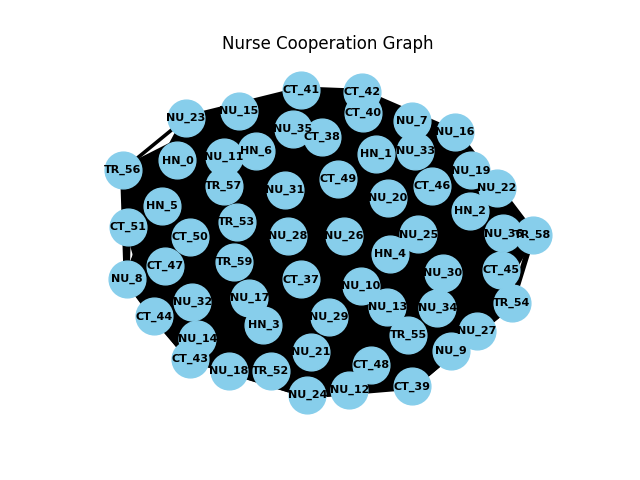 Nurse Cooperation Graph
CT_41
CT_42
NU_23
NU_15
CT_40
NU_7
NU_16
NU_35
CT_38
HN_0
NU_11
HN_6
HN_1
NU_33
TR_56
NU_19
TR_57
NU_31
CT_49
NU_20
CT_46
NU_22
HN_5
HN_2
CT_51
CT_50
TR_53
NU_28
NU_26
NU_25
NU_36
TR_58
HN_4
CT_47
TR_59
NU_8
CT_37
NU_10
NU_30
CT_45
NU_32
NU_17
NU_13
NU_34
TR_54
CT_44
HN_3
NU_29
NU_14
TR_55
NU_27
CT_43
NU_21
NU_9
NU_18
TR_52
CT_48
NU_24
NU_12
CT_39